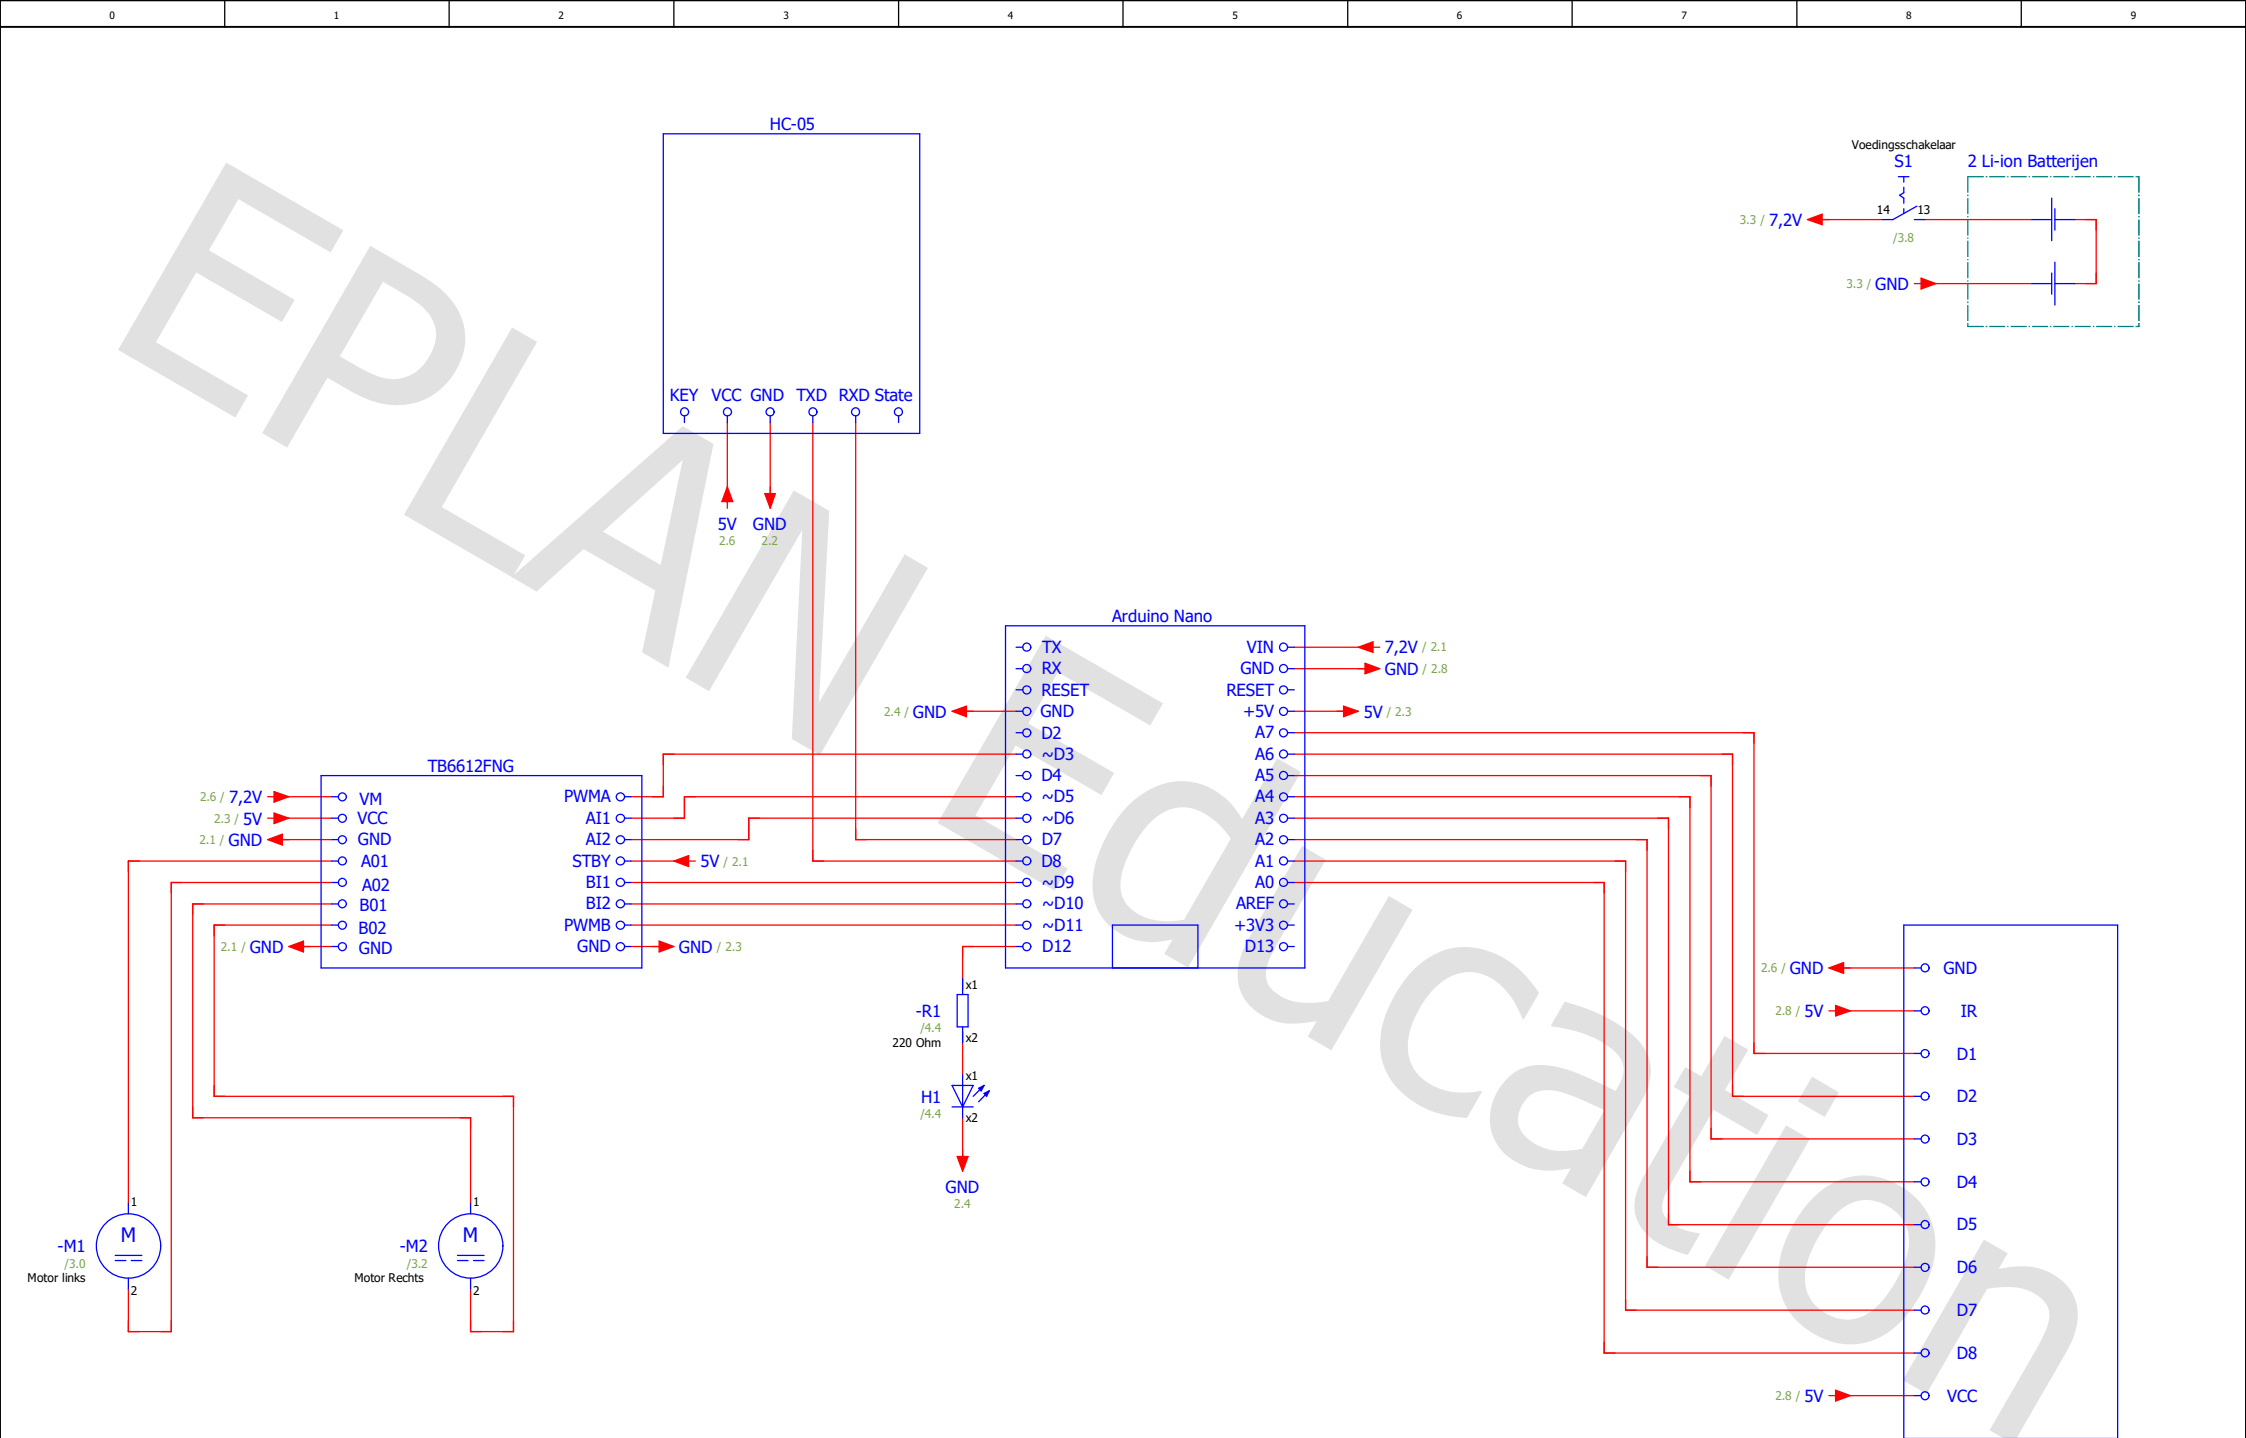 0 1 2 3 4 5 6 7 8 9
EPLAN Education
HC-05
KEY VCC GND TXD RXD State
5V GND
2.6 2.2
Voedingsschakelaar
S1
14 13
/3.8
3.3 / 7,2V
3.3 / GND
2 Li-ion Batterijen
Arduino Nano
TX
RX
RESET
2.4 / GND GND
D2
~D3
D4
~D5
~D6
D7
D8
~D9
~D10
~D11
D12
VIN 7,2V / 2.1
GND GND / 2.8
RESET
+5V 5V / 2.3
A7
A6
A5
A4
A3
A2
A1
A0
AREF
+3V3
D13
TB6612FNG
2.6 / 7,2V VM
2.3 / 5V VCC
2.1 / GND GND
A01
A02
B01
B02
2.1 / GND GND
PWMA
AI1
AI2
STBY 5V / 2.1
BI1
BI2
PWMB
GND GND / 2.3
x1
-R1
/4.4
220 Ohm
x2
x1
H1
/4.4
x2
GND
2.4
1
M
-M1
/3.0
Motor links
2
1
M
-M2
/3.2
Motor Rechts
2
2.6 / GND GND
2.8 / 5V IR
D1
D2
D3
D4
D5
D6
D7
D8
2.8 / 5V VCC